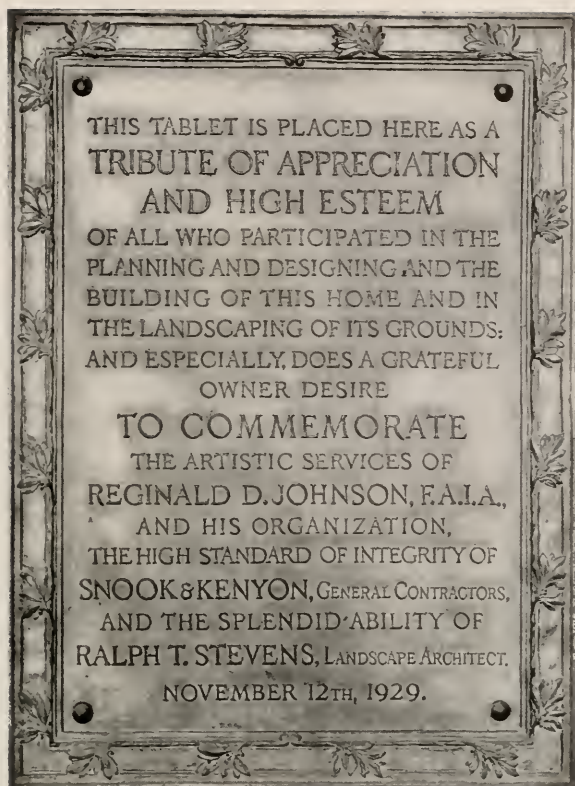 THIS TABLET IS PLACED HERE AS A
TRIBUTE OF APPRECIATION
AND HIGH ESTEEM
OF ALL WHO PARTICIPATED IN THE
PLANNING AND DESIGNING AND THE
BUILDING OF THIS HOME AND IN
THE LANDSCAPING OF ITS GROUNDS;
AND ESPECIALLY, DOES A GRATEFUL
OWNER DESIRE
TO COMMEMORATE
THE ARTISTIC SERVICES OF
REGINALD D. JOHNSON, F.A.I.A.,
AND HIS ORGANIZATION,
THE HIGH STANDARD OF INTEGRITY OF
SNOOK & KENYON, GENERAL CONTRACTORS,
AND THE SPLENDID ABILITY OF
RALPH T. STEVENS, LANDSCAPE ARCHITECT.
NOVEMBER 12TH, 1929.